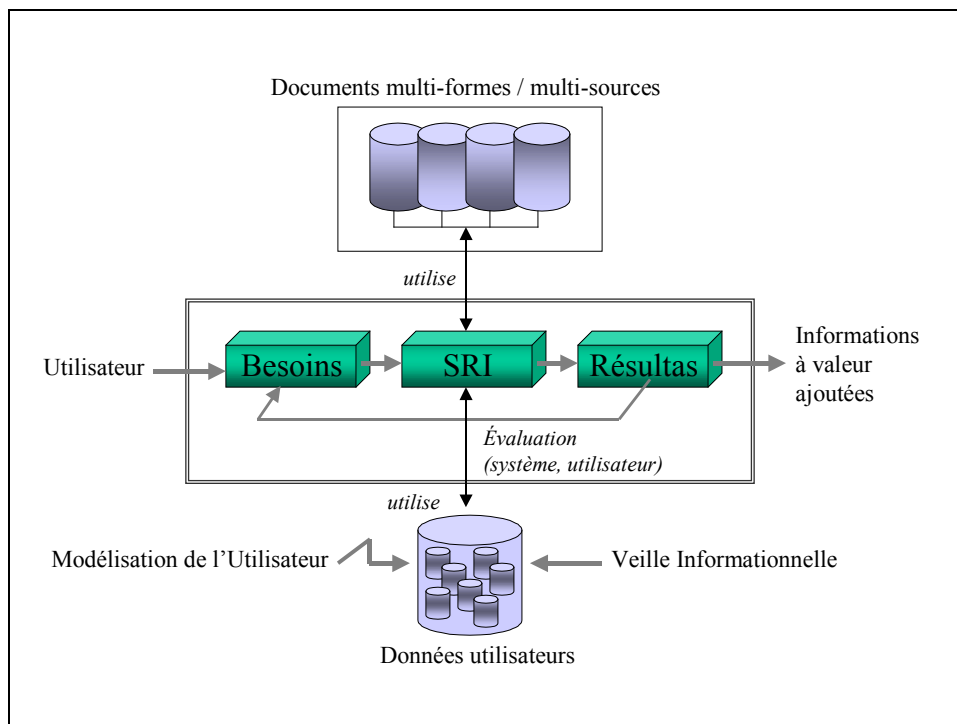 Documents multi-formes / multi-sources
utilise
Utilisateur
Besoins
SRI
Résultas
Informations
à valeur
ajoutées
Évaluation
(système, utilisateur)
utilise
Modélisation de l'Utilisateur
Veille Informationnelle
Données utilisateurs